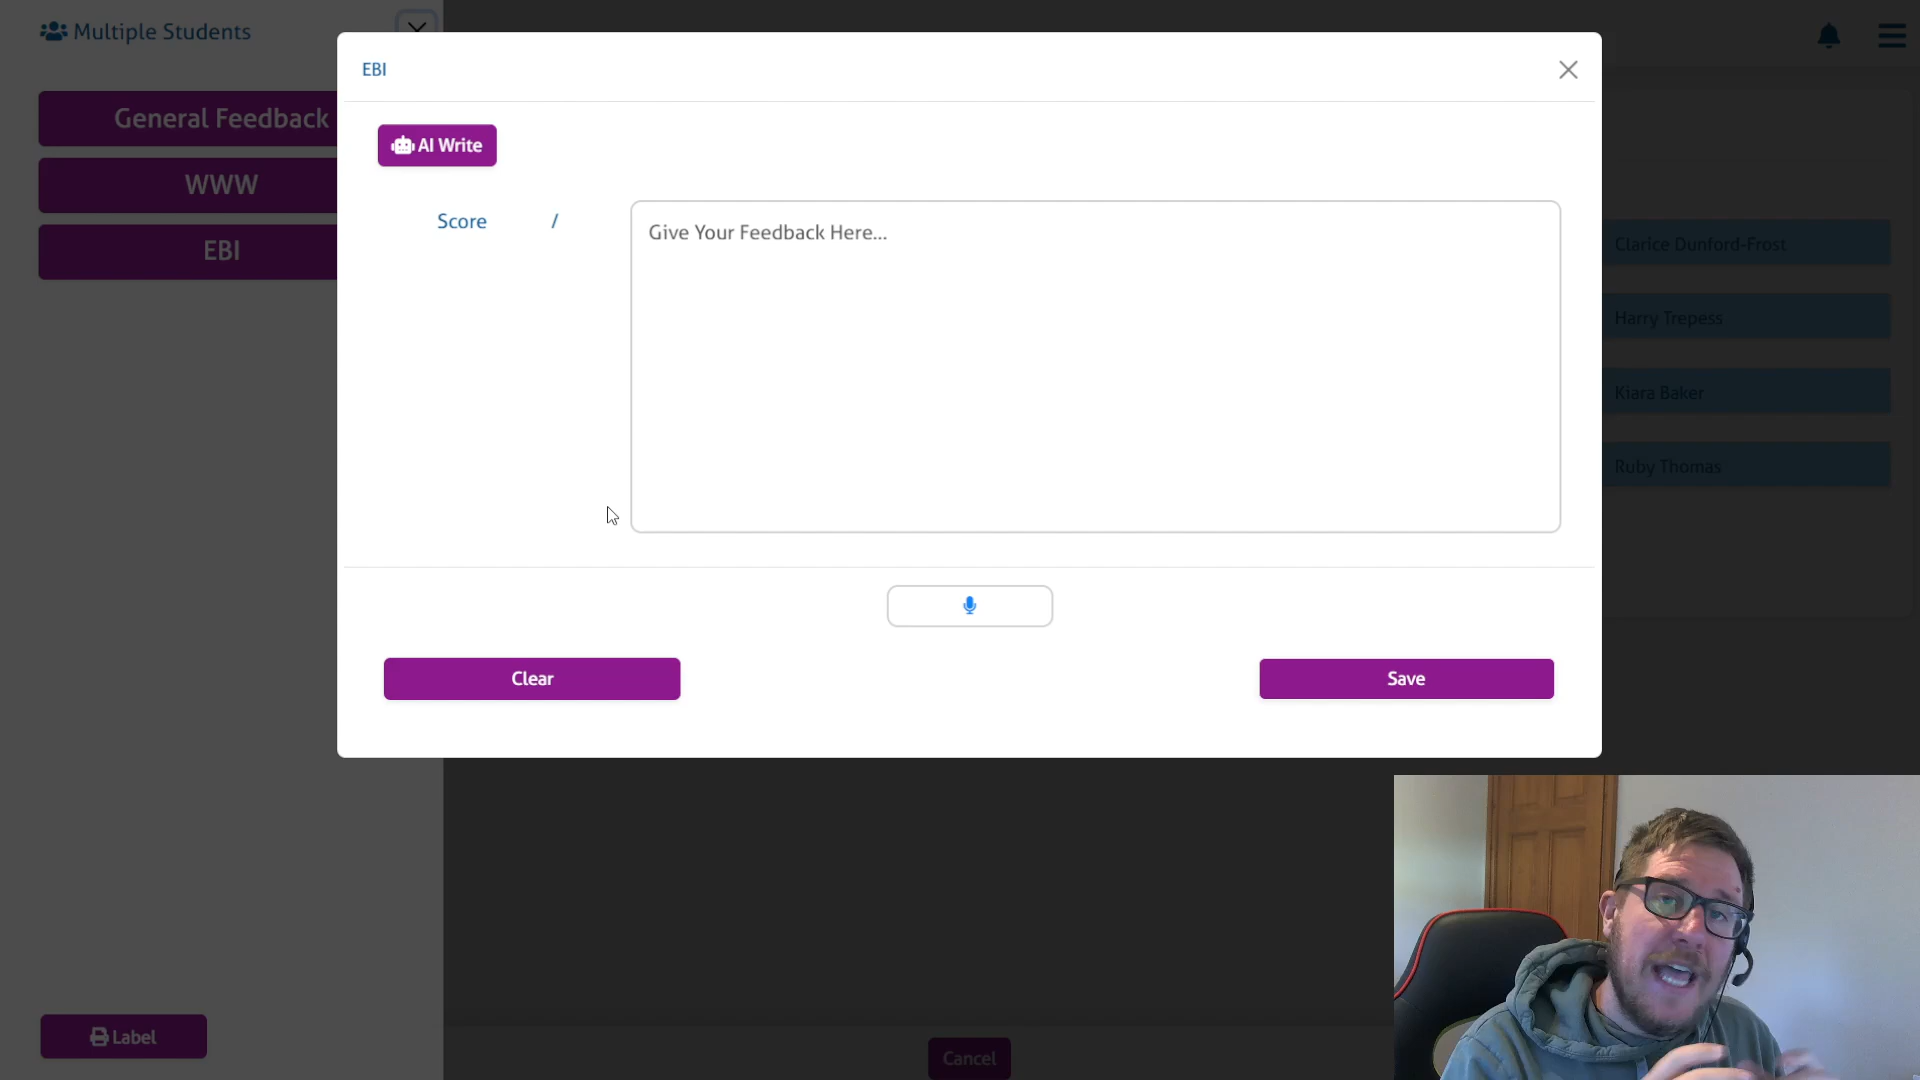 Multiple Students
General Feedback
WWW
EBI
EBI
AI Write
Score /
Give Your Feedback Here...
Clear
Save
Clarice Dunford-Frost
Harry Trepess
Kiara Baker
Ruby Thomas
Label
Cancel